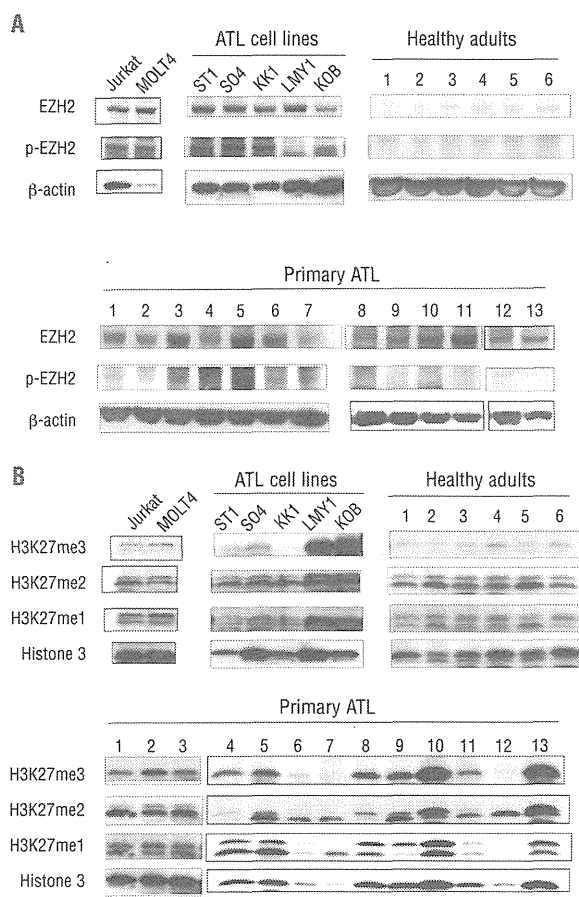 A
ATL cell lines Healthy adults
Jurkat MOLT4 ST1 SO4 KK1 LMY1 KOB 1 2 3 4 5 6
EZH2
p-EZH2
β-actin
Primary ATL
1 2 3 4 5 6 7 8 9 10 11 12 13
EZH2
p-EZH2
β-actin
B
ATL cell lines Healthy adults
Jurkat MOLT4 ST1 SO4 KK1 LMY1 KOB 1 2 3 4 5 6
H3K27me3
H3K27me2
H3K27me1
Histone 3
Primary ATL
1 2 3 4 5 6 7 8 9 10 11 12 13
H3K27me3
H3K27me2
H3K27me1
Histone 3